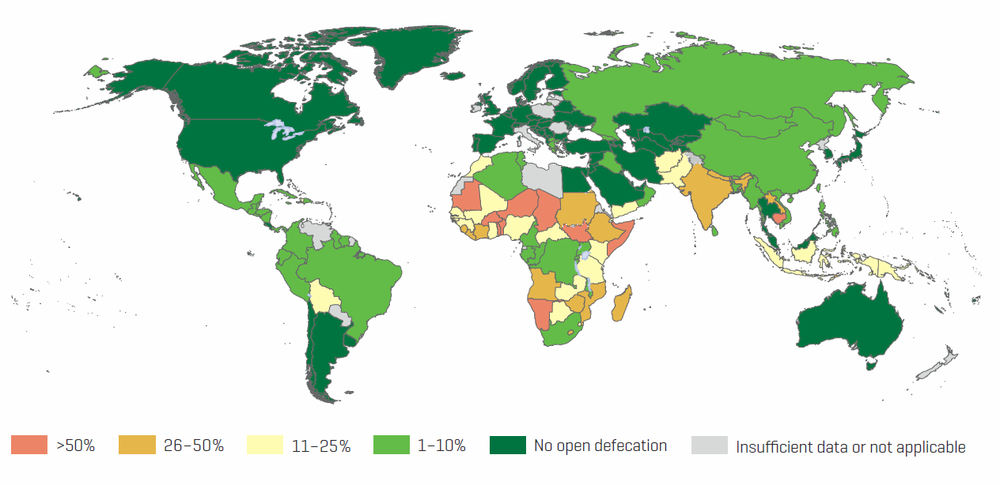 >50% 26–50% 11–25% 1–10% No open defecation Insufficient data or not applicable